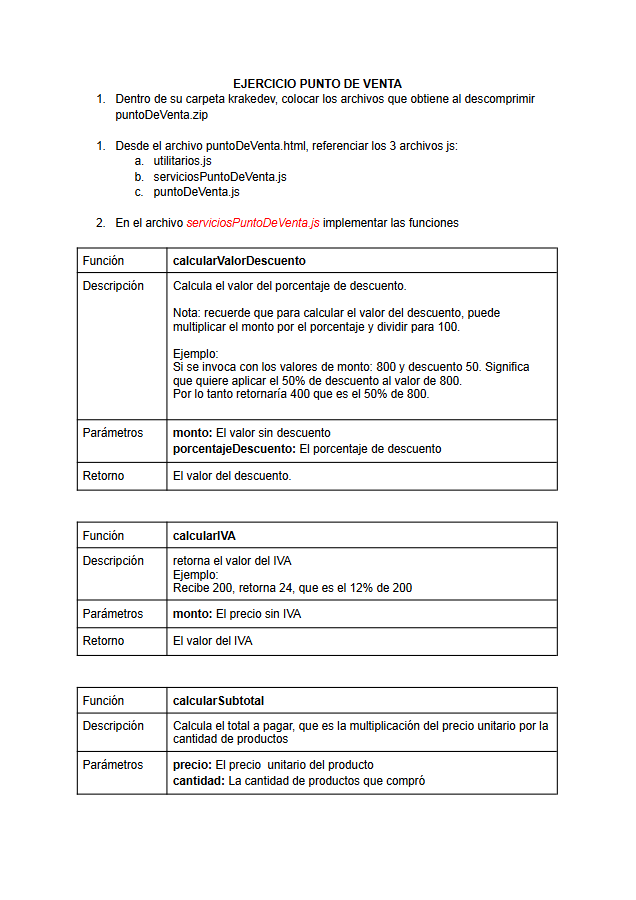 EJERCICIO PUNTO DE VENTA
1. Dentro de su carpeta krakedev, colocar los archivos que obtiene al descomprimir
puntoDeVenta.zip
1. Desde el archivo puntoDeVenta.html, referenciar los 3 archivos js:
a. utilitarios.js
b. serviciosPuntoDeVenta.js
c. puntoDeVenta.js
2. En el archivo serviciosPuntoDeVenta.js implementar las funciones
Función calcularValorDescuento
Descripción Calcula el valor del porcentaje de descuento.
Nota: recuerde que para calcular el valor del descuento, puede
multiplicar el monto por el porcentaje y dividir para 100.
Ejemplo:
Si se invoca con los valores de monto: 800 y descuento 50. Significa
que quiere aplicar el 50% de descuento al valor de 800.
Por lo tanto retornaría 400 que es el 50% de 800.
Parámetros monto: El valor sin descuento
porcentajeDescuento: El porcentaje de descuento
Retorno El valor del descuento.
Función calcularIVA
Descripción retorna el valor del IVA
Ejemplo:
Recibe 200, retorna 24, que es el 12% de 200
Parámetros monto: El precio sin IVA
Retorno El valor del IVA
Función calcularSubtotal
Descripción Calcula el total a pagar, que es la multiplicación del precio unitario por la
cantidad de productos
Parámetros precio: El precio  unitario del producto
cantidad: La cantidad de productos que compró